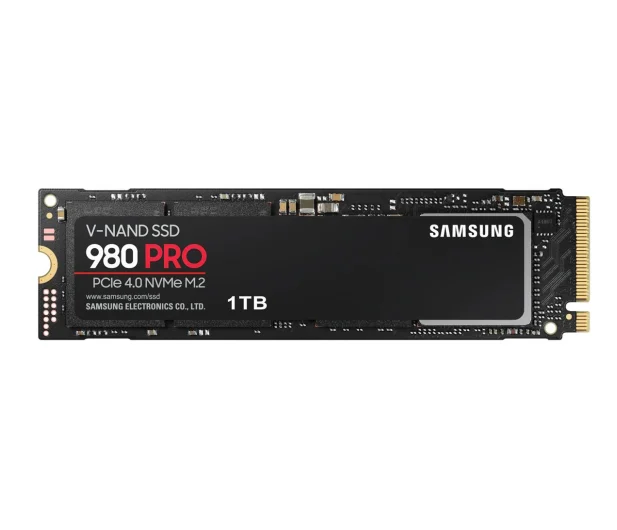 V-NAND SSD
980 PRO
PCIe 4.0 NVMe M.2
www.samsung.com/ssd
SAMSUNG ELECTRONICS CO., LTD.
1TB
SAMSUNG